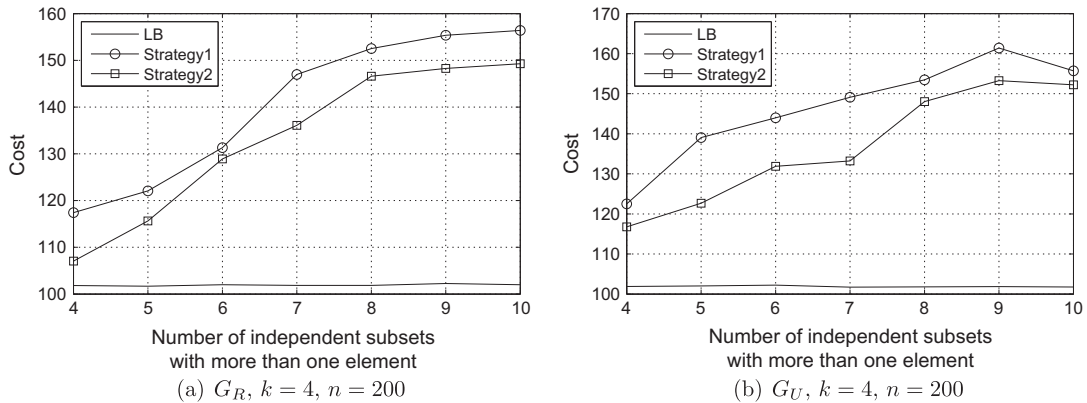 160
150
140
130
120
110
100
Cost
LB
Strategy1
Strategy2
4 5 6 7 8 9 10
Number of independent subsets
with more than one element
(a) G_R, k = 4, n = 200
170
160
150
140
130
120
110
100
Cost
LB
Strategy1
Strategy2
4 5 6 7 8 9 10
Number of independent subsets
with more than one element
(b) G_U, k = 4, n = 200